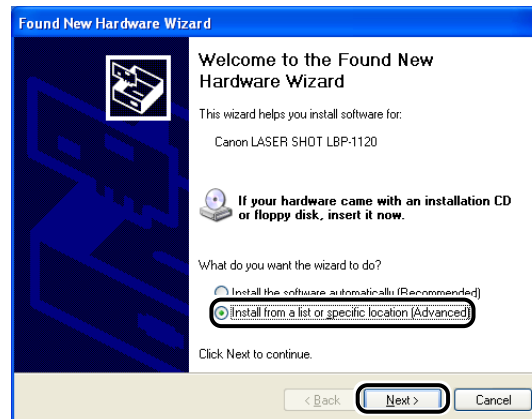 Found New Hardware Wizard
Welcome to the Found New
Hardware Wizard
This wizard helps you install software for:
Canon LASER SHOT LBP-1120
If your hardware came with an installation CD
or floppy disk, insert it now.
What do you want the wizard to do?
Install the software automatically (Recommended)
Install from a list or specific location (Advanced)
Click Next to continue.
< Back Next > Cancel